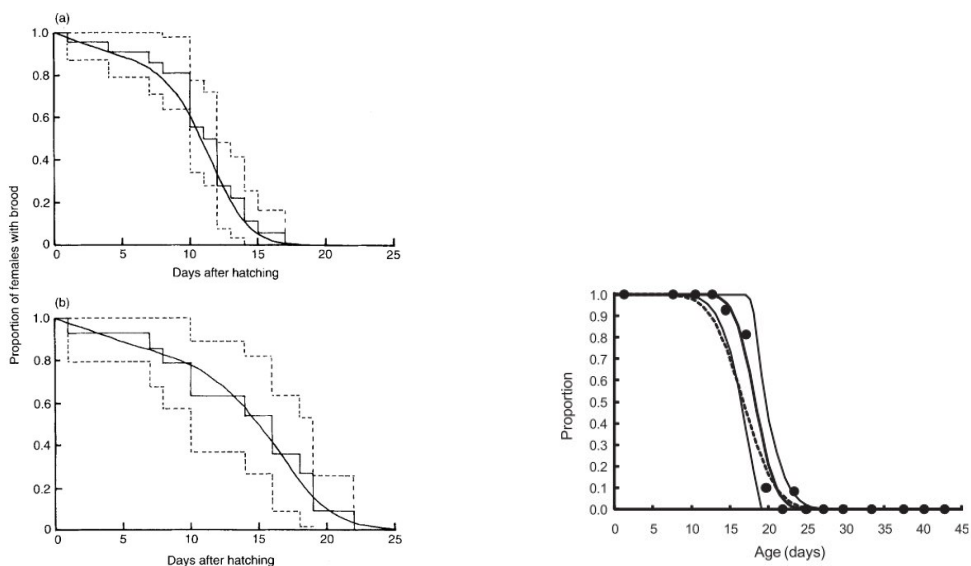 (a)
1.0
0.8
0.6
0.4
0.2
0
0 5 10 15 20 25
Days after hatching
Proportion of females with brood
(b)
1.0
0.8
0.6
0.4
0.2
0
0 5 10 15 20 25
Days after hatching
1.0
0.9
0.8
0.7
0.6
0.5
0.4
0.3
0.2
0.1
0.0
Proportion
0 5 10 15 20 25 30 35 40 45
Age (days)